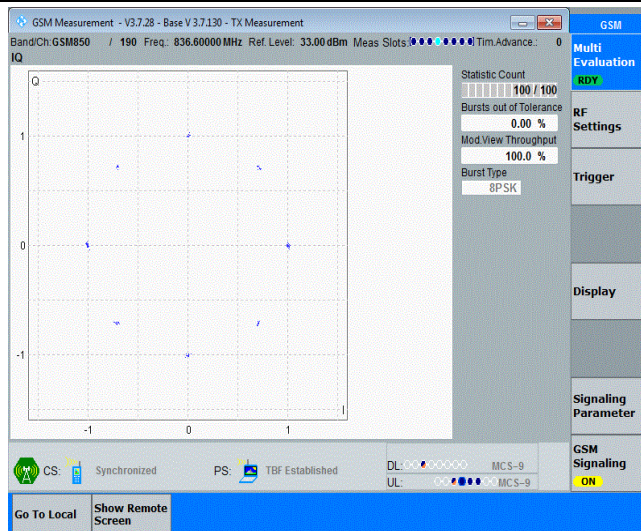 GSM Measurement - V3.7.28 - Base V 3.7.130 - TX Measurement
GSM
Band/Ch: GSM850 / 190 Freq.: 836.60000 MHz Ref. Level: 33.00 dBm Meas Slots: Tim.Advance.: 0
IQ
Multi
Evaluation
RDY
Q
Statistic Count
100 / 100
Bursts out of Tolerance
0.00 %
Mod.View Throughput
100.0 %
Burst Type
8PSK
1
0
-1
-1 0 1
I
RF
Settings
Trigger
Display
Signaling
Parameter
GSM
Signaling
ON
CS: Synchronized PS: TBF Established
DL: MCS-9
UL: MCS-9
Go To Local
Show Remote
Screen